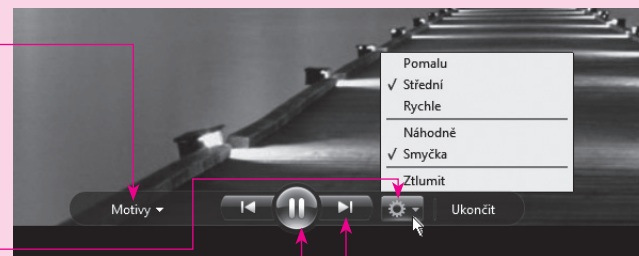 Pomalu
✓ Střední
Rychle
Náhodně
✓ Smyčka
Ztlumit
Motivy
Ukončit